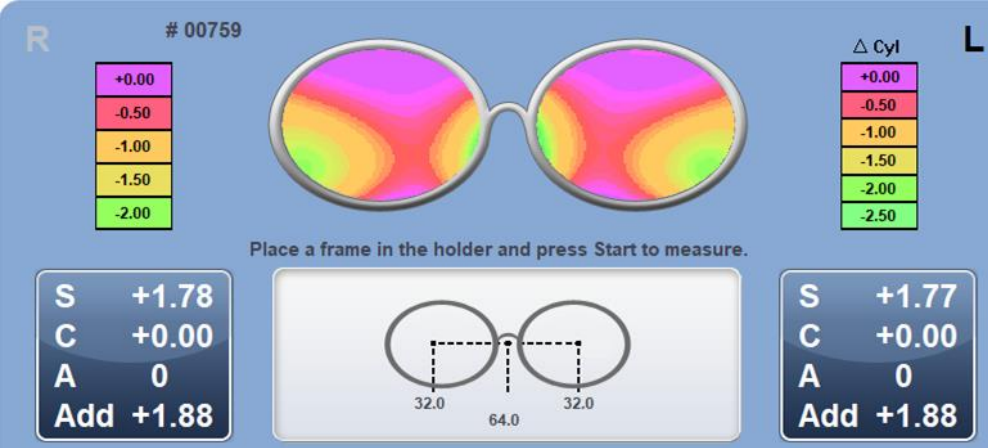 R
# 00759
L
Δ Cyl
+0.00
-0.50
-1.00
-1.50
-2.00
+0.00
-0.50
-1.00
-1.50
-2.00
-2.50
Place a frame in the holder and press Start to measure.
S +1.78
C +0.00
A 0
Add +1.88
32.0
64.0
32.0
S +1.77
C +0.00
A 0
Add +1.88